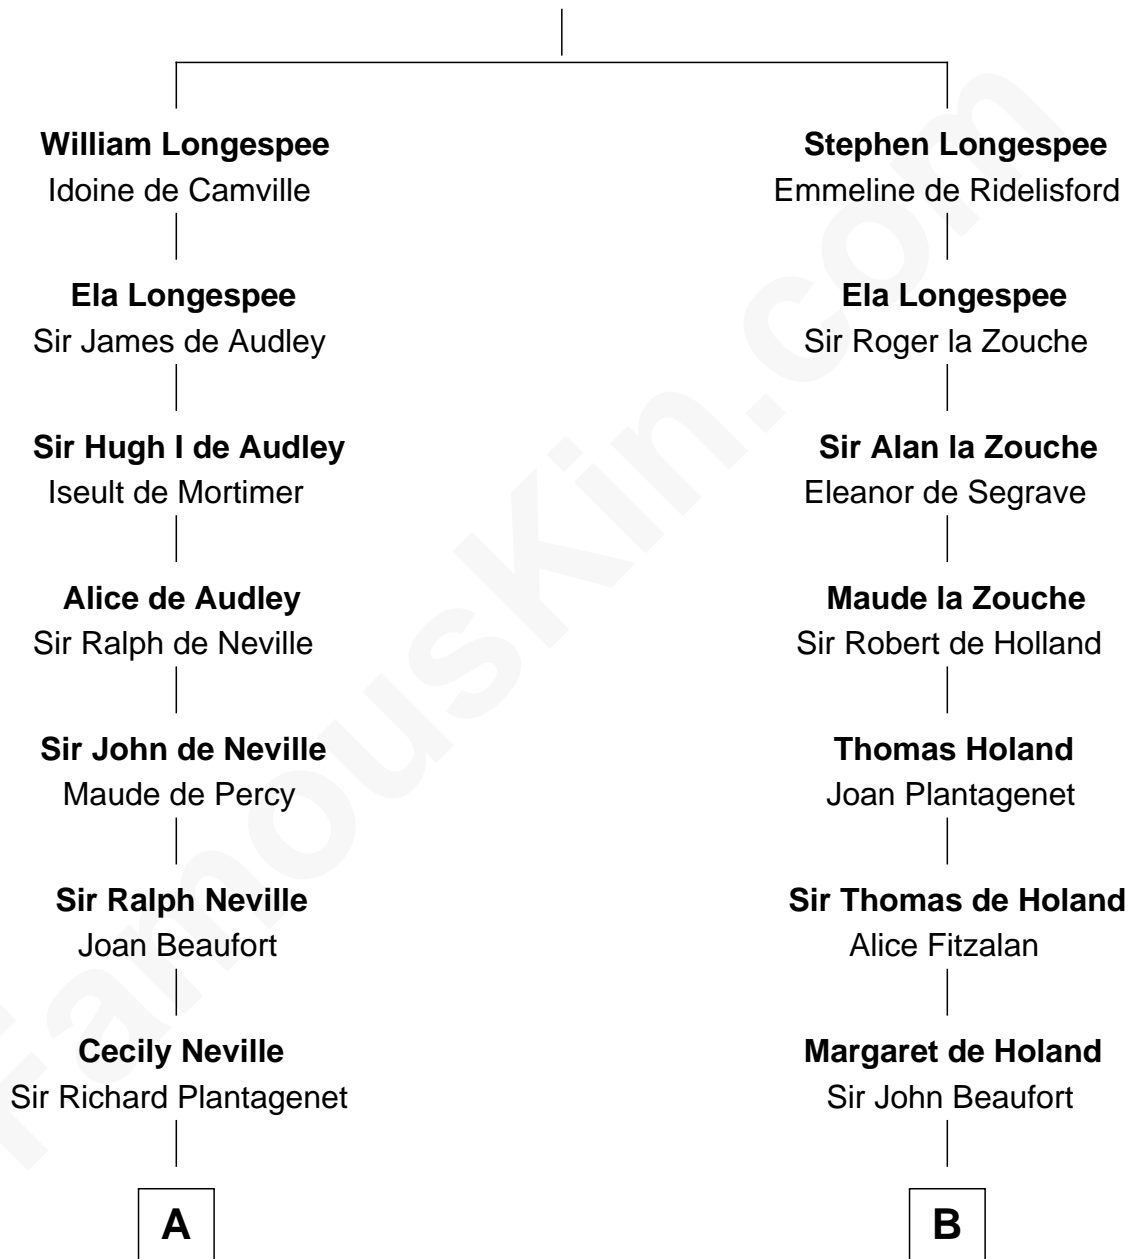 William Longespee
Idoine de Camville
Stephen Longespee
Emmeline de Ridelisford
Ela Longespee
Sir James de Audley
Ela Longespee
Sir Roger la Zouche
Sir Hugh I de Audley
Iseult de Mortimer
Sir Alan la Zouche
Eleanor de Segrave
Alice de Audley
Sir Ralph de Neville
Maude la Zouche
Sir Robert de Holland
Sir John de Neville
Maude de Percy
Thomas Holand
Joan Plantagenet
Sir Ralph Neville
Joan Beaufort
Sir Thomas de Holand
Alice Fitzalan
Cecily Neville
Sir Richard Plantagenet
Margaret de Holand
Sir John Beaufort
A
B
FamousKin.com